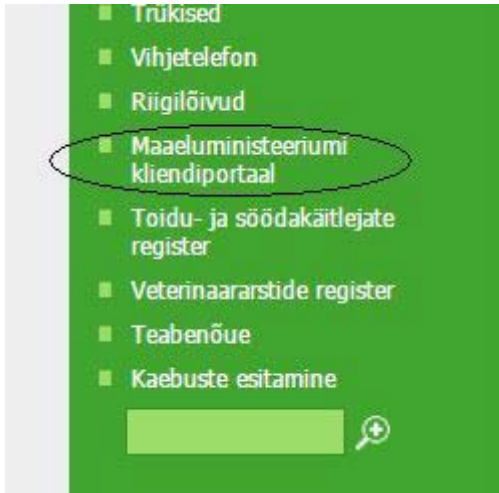 Trükised
Vihjetelefon
Riigilõivud
Maaeluministeeriumi
kliendiportaal
Toidu- ja söödakäitlejate
register
Veterinaararstide register
Teabenõue
Kaebuste esitamine